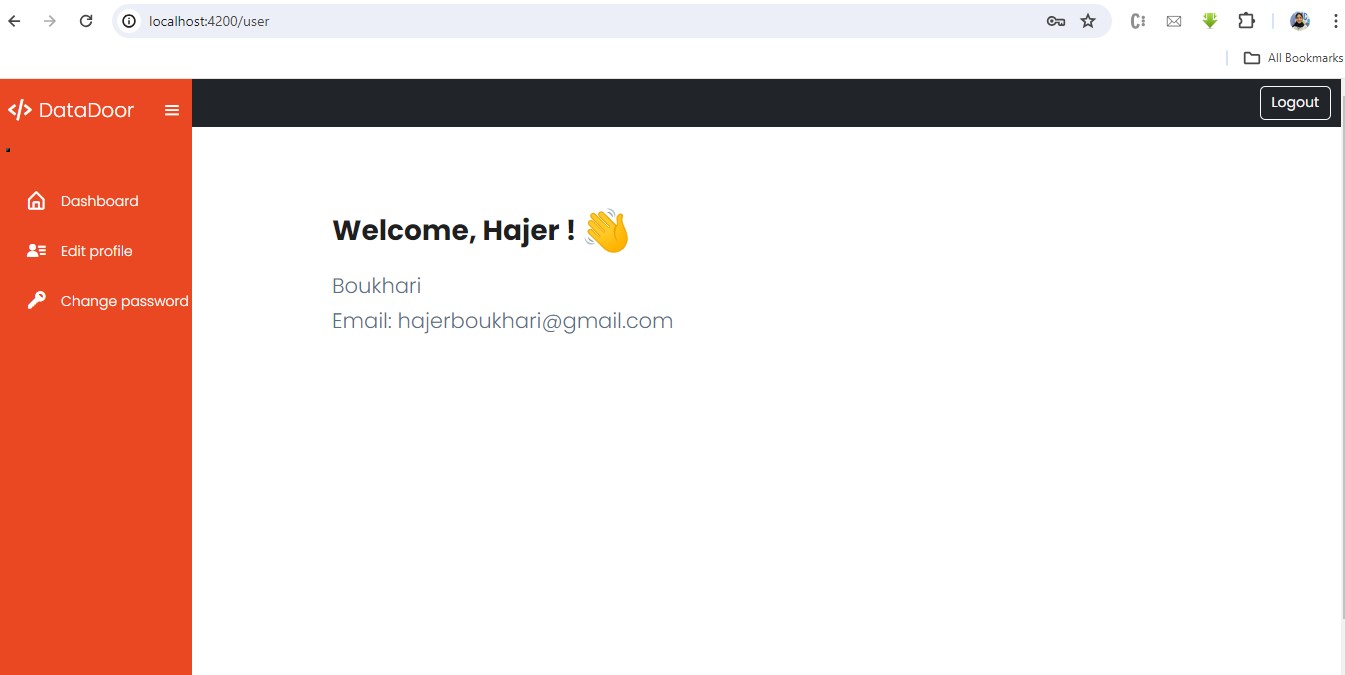 localhost:4200/user
All Bookmarks
</> DataDoor
Logout
Dashboard
Edit profile
Change password
Welcome, Hajer ! 👋
Boukhari
Email: hajerboukhari@gmail.com